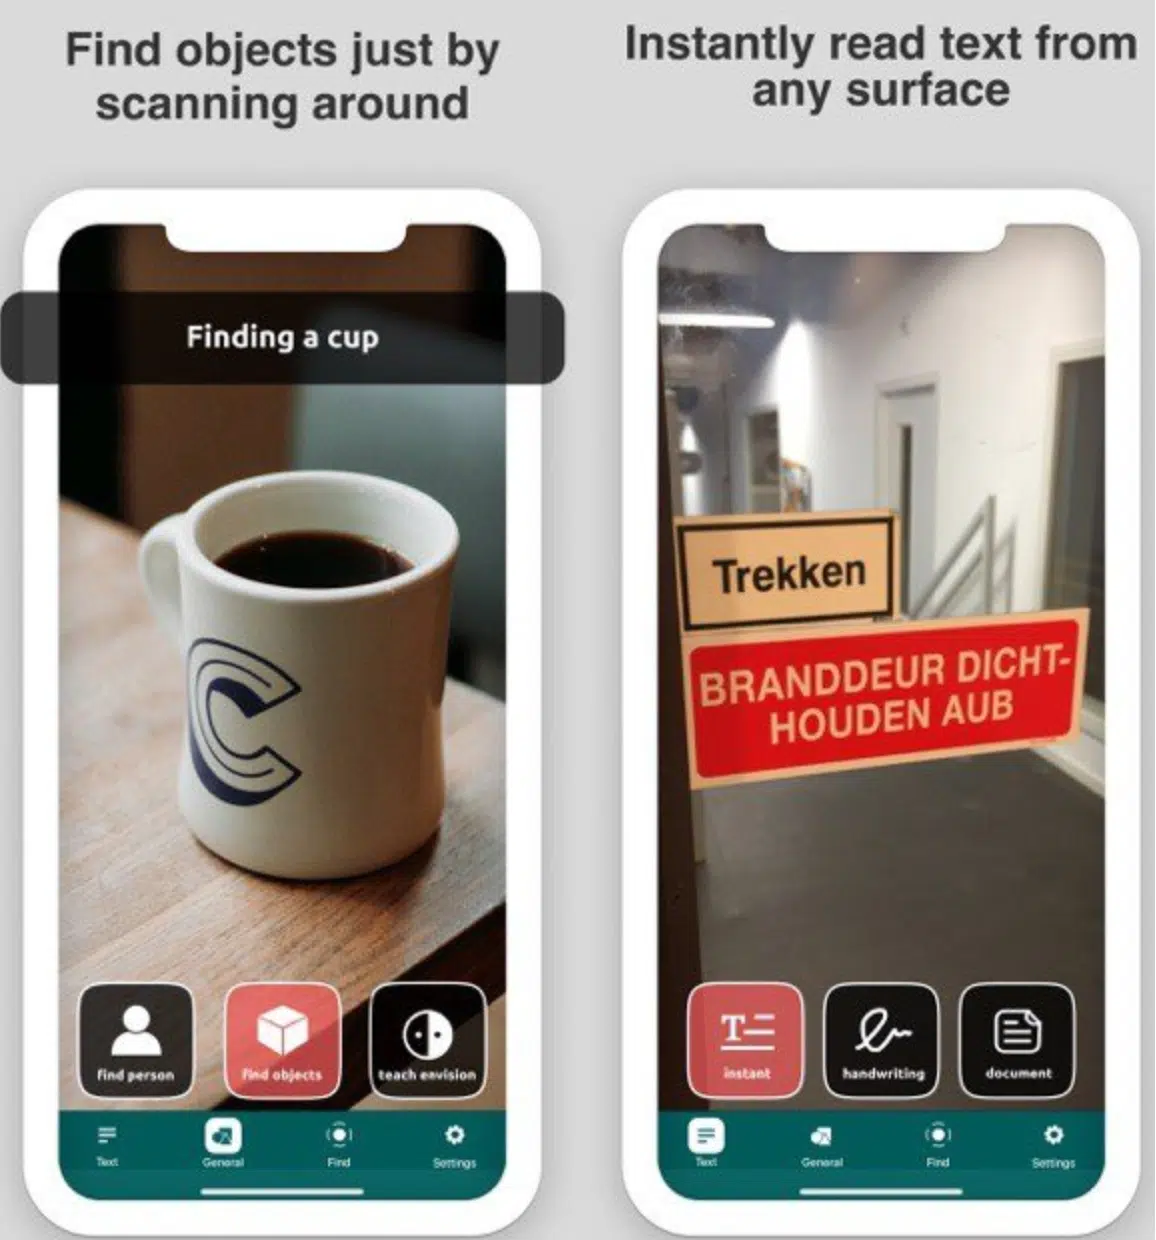 Find objects just by
scanning around
Finding a cup
C
find person
find objects
teach envision
Text
General
Find
Settings
Instantly read text from
any surface
Trekken
BRANDDEUR DICHT-
HOUDEN AUB
instant
handwriting
document
Text
General
Find
Settings